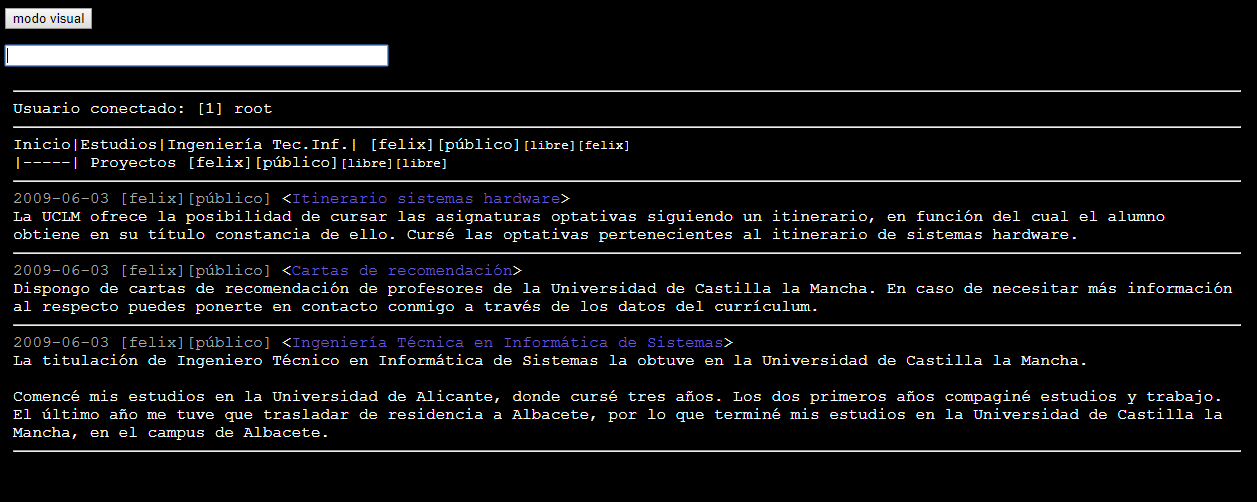 modo visual
Usuario conectado: [1] root
Inicio|Estudios|Ingeniería Tec.Inf.| [felix][público][libre][felix]
|-----| Proyectos [felix][público][libre][libre]
2009-06-03 [felix][público] <Itinerario sistemas hardware>
La UCLM ofrece la posibilidad de cursar las asignaturas optativas siguiendo un itinerario, en función del cual el alumno
obtiene en su título constancia de ello. Cursé las optativas pertenecientes al itinerario de sistemas hardware.
2009-06-03 [felix][público] <Cartas de recomendación>
Dispongo de cartas de recomendación de profesores de la Universidad de Castilla la Mancha. En caso de necesitar más información
al respecto puedes ponerte en contacto conmigo a través de los datos del currículum.
2009-06-03 [felix][público] <Ingeniería Técnica en Informática de Sistemas>
La titulación de Ingeniero Técnico en Informática de Sistemas la obtuve en la Universidad de Castilla la Mancha.
Comencé mis estudios en la Universidad de Alicante, donde cursé tres años. Los dos primeros años compaginé estudios y trabajo.
El último año me tuve que trasladar de residencia a Albacete, por lo que terminé mis estudios en la Universidad de Castilla la
Mancha, en el campus de Albacete.